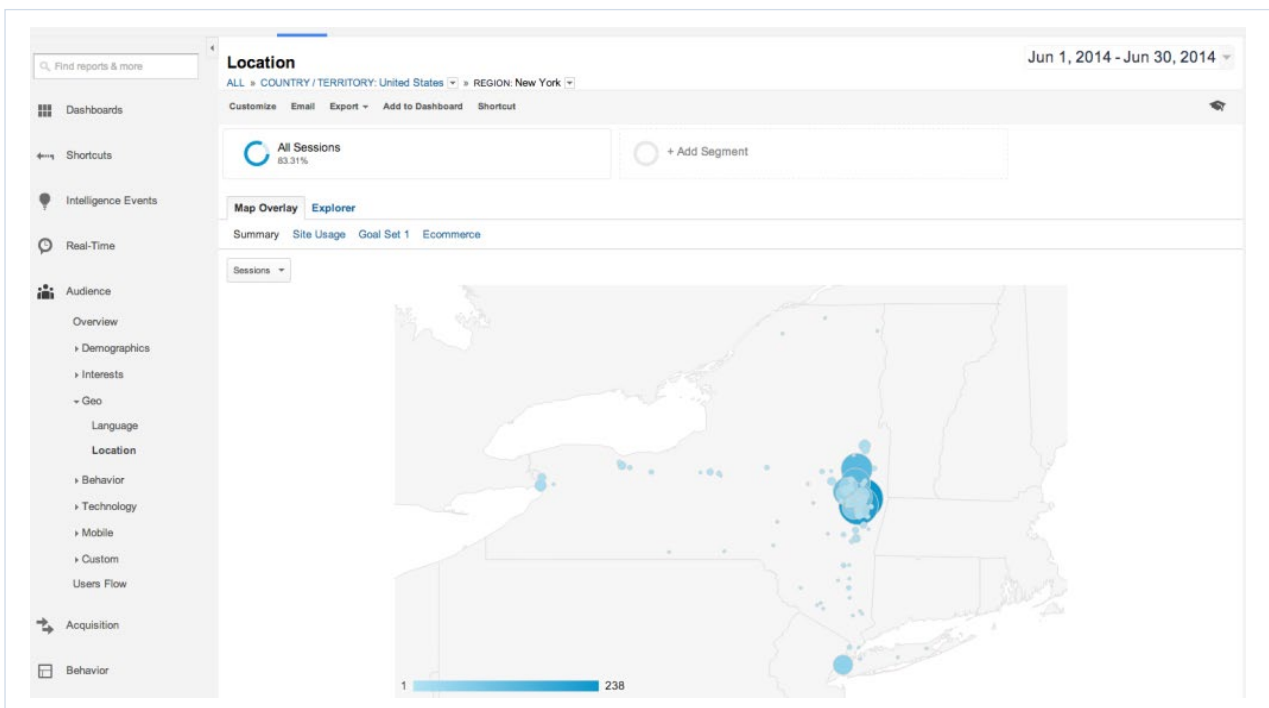 Find reports & more
Dashboards
Shortcuts
Intelligence Events
Real-Time
Audience
Overview
Demographics
Interests
Geo
Language
Location
Behavior
Technology
Mobile
Custom
Users Flow
Acquisition
Behavior
Location
Jun 1, 2014 - Jun 30, 2014
ALL » COUNTRY / TERRITORY: United States » REGION: New York
Customize Email Export Add to Dashboard Shortcut
All Sessions
83.31%
+ Add Segment
Map Overlay Explorer
Summary Site Usage Goal Set 1 Ecommerce
Sessions
1 238